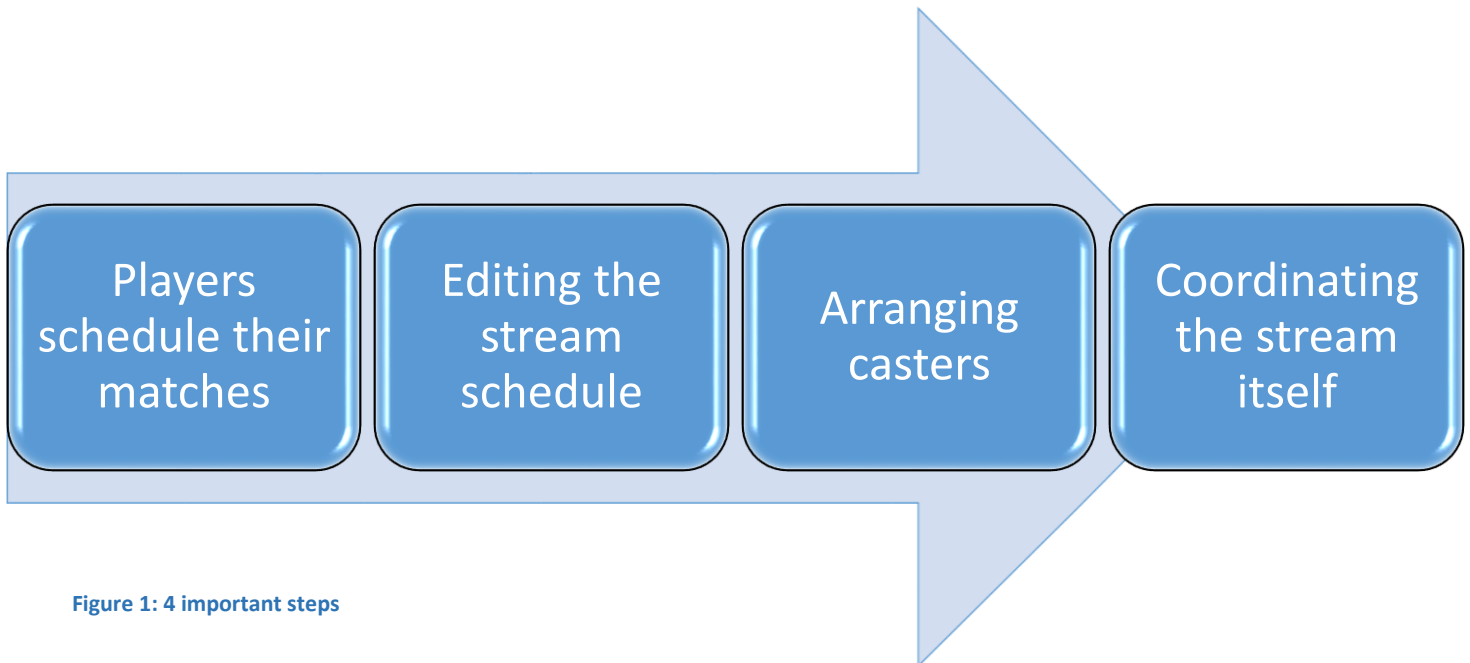 Players
schedule their
matches
Editing the
stream
schedule
Arranging
casters
Coordinating
the stream
itself
Figure 1: 4 important steps